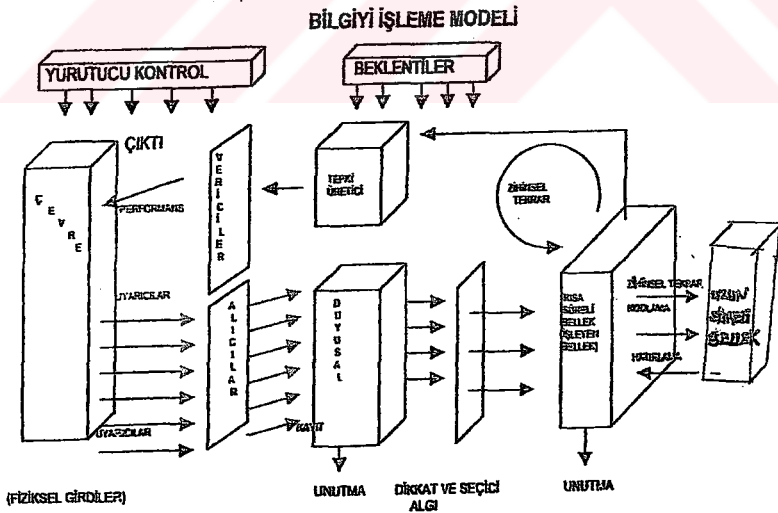 BİLGİYİ İŞLEME MODELİ
YURUTUCU KONTROL
BEKLENTİLER
ÇIKTI
ÇEVRE
PERFORMANS
VERİCİLER
TEPKİ
ÜRETİCİ
ZİHİNSEL
TEKRAR
UYARICILAR
ALICILAR
DUYUSAL
KISA
SÜRELİ
BELLEK
(İŞLEYEN
BELLEK)
ZİHİNSEL TEKRAR
KODLAMA
HATIRLAMA
UZUN
SÜRELİ
BELLEK
UYARICILAR
KAYIT
(FİZİKSEL GİRDİLER)
UNUTMA
DİKKAT VE SEÇİCİ
ALGI
UNUTMA